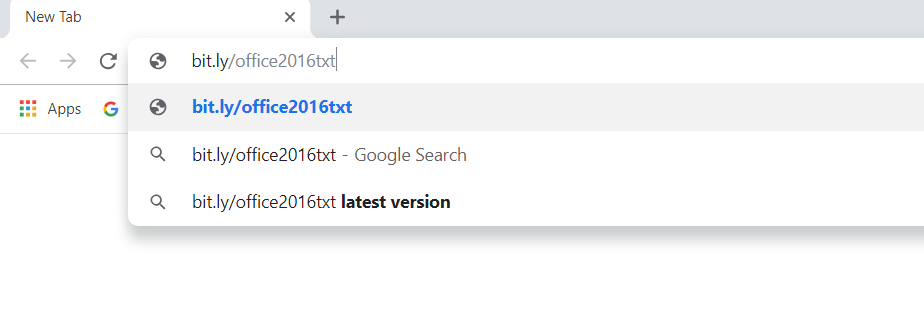 New Tab
bit.ly/office2016txt
Apps
bit.ly/office2016txt
bit.ly/office2016txt - Google Search
bit.ly/office2016txt latest version